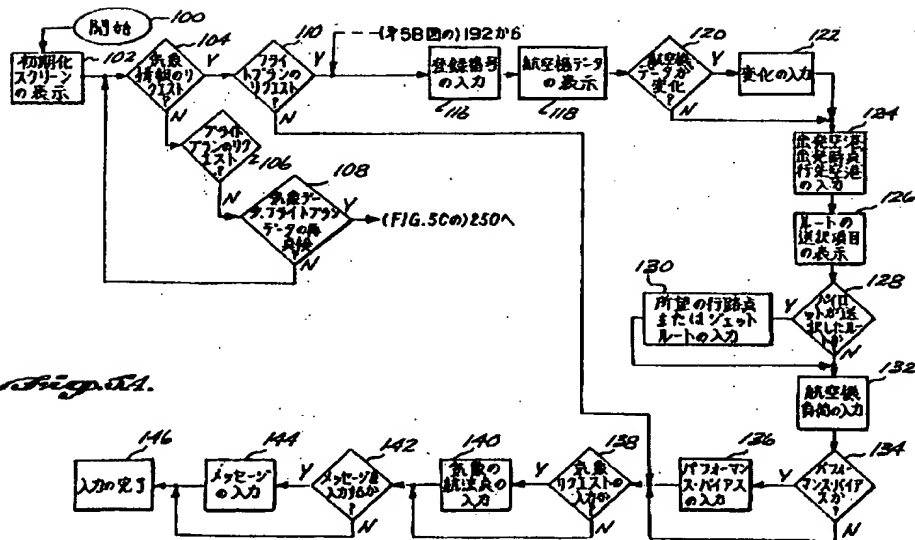 開始
100
102
初期化
スクリーンの表示
104
気象
情報のリ
クエスト
?
Y
N
110
フライ
トプランの
リクエスト
?
Y
N
(第5B図の)192から
登録番号
の入力
116
航空機データ
の表示
118
120
航空機
データが
変化
?
Y
N
122
変化の入力
124
出発空港
出発時点
行先空港
の入力
126
ルートの
選択項目
の表示
128
パイロ
ットが選
択したルー
トか
Y
N
130
所望の行路点
またはジェット
ルートの入力
106
フライト
プランのリク
エスト
?
N
108
気象デー
タ、フライトプラン
データの再
?
Y
N
(FIG.5Cの)250へ
132
航空機
負荷の入力
134
パフォー
マンス・バイアス
か?
Y
N
136
パフォーマ
ンス・バイアス
の入力
138
気象
リクエストの
入力か
?
Y
N
140
気象の
経度点の
入力
142
メッセージを
入力するか
?
Y
N
144
メッセージ
の入力
146
入力の完了
Fig.5A.